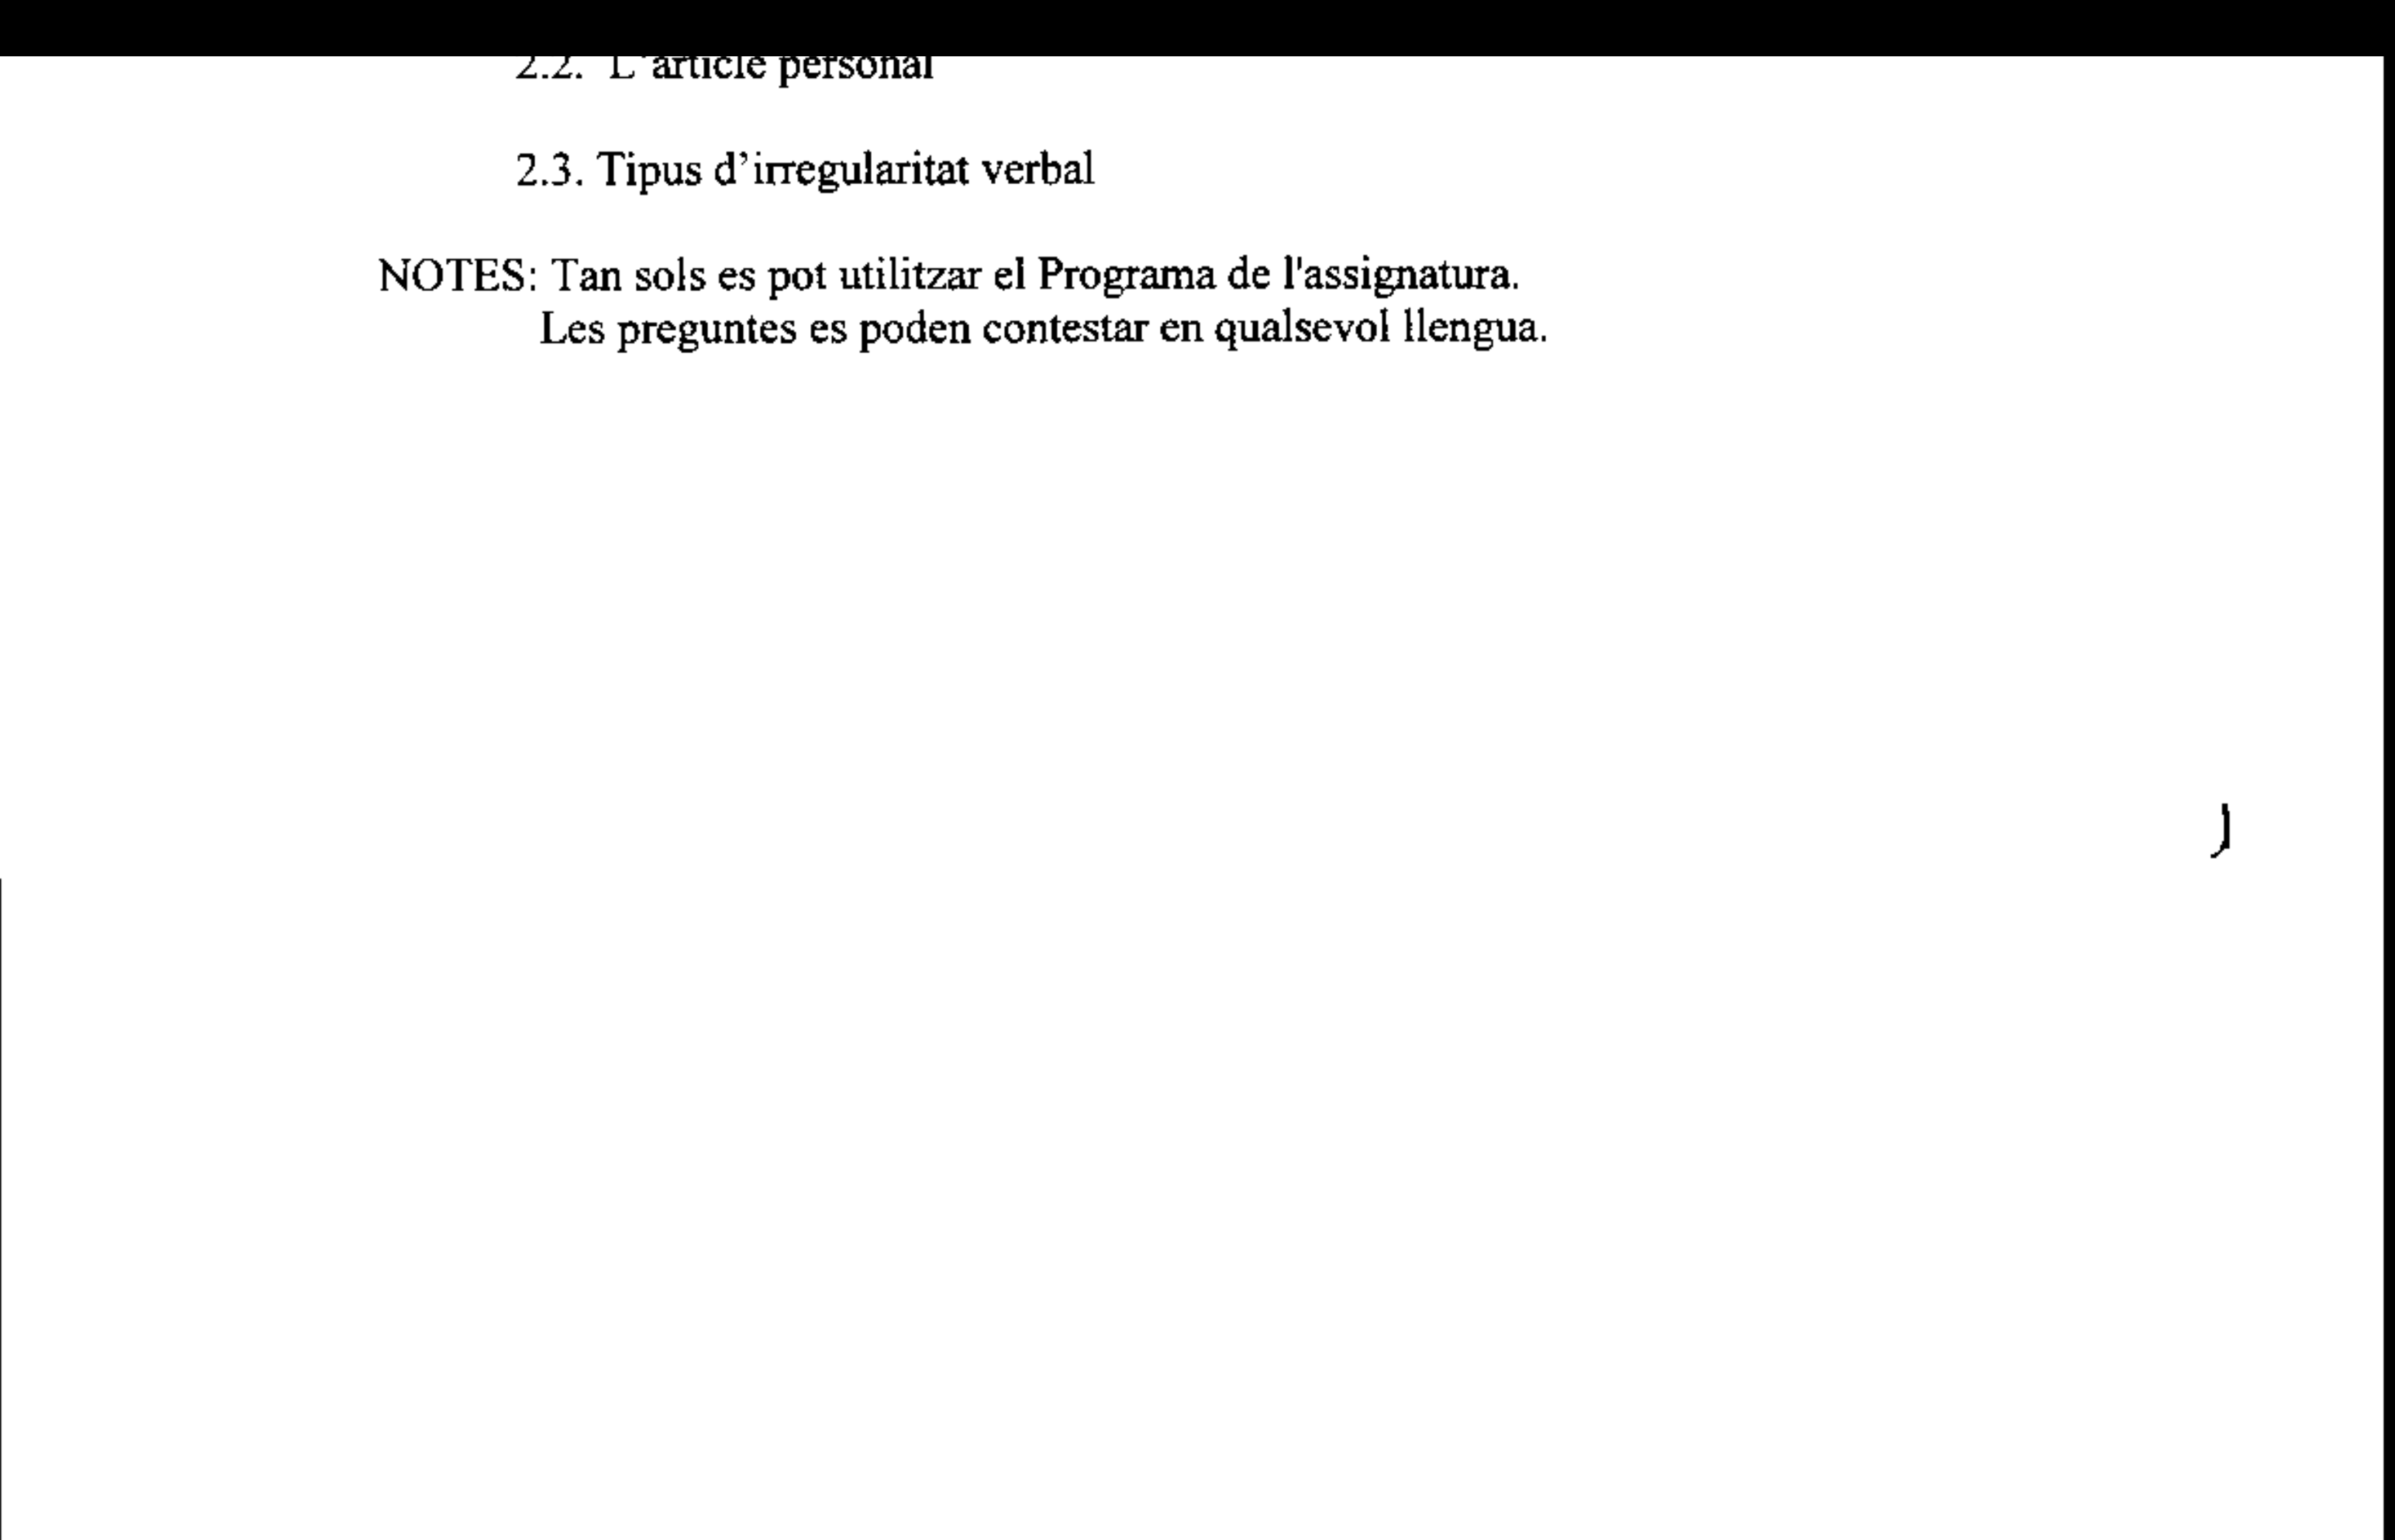 2.2. L'article personal
2.3. Tipus d'irregularitat verbal
NOTES: Tan sols es pot utilitzar el Programa de l'assignatura.
Les preguntes es poden contestar en qualsevol llengua.